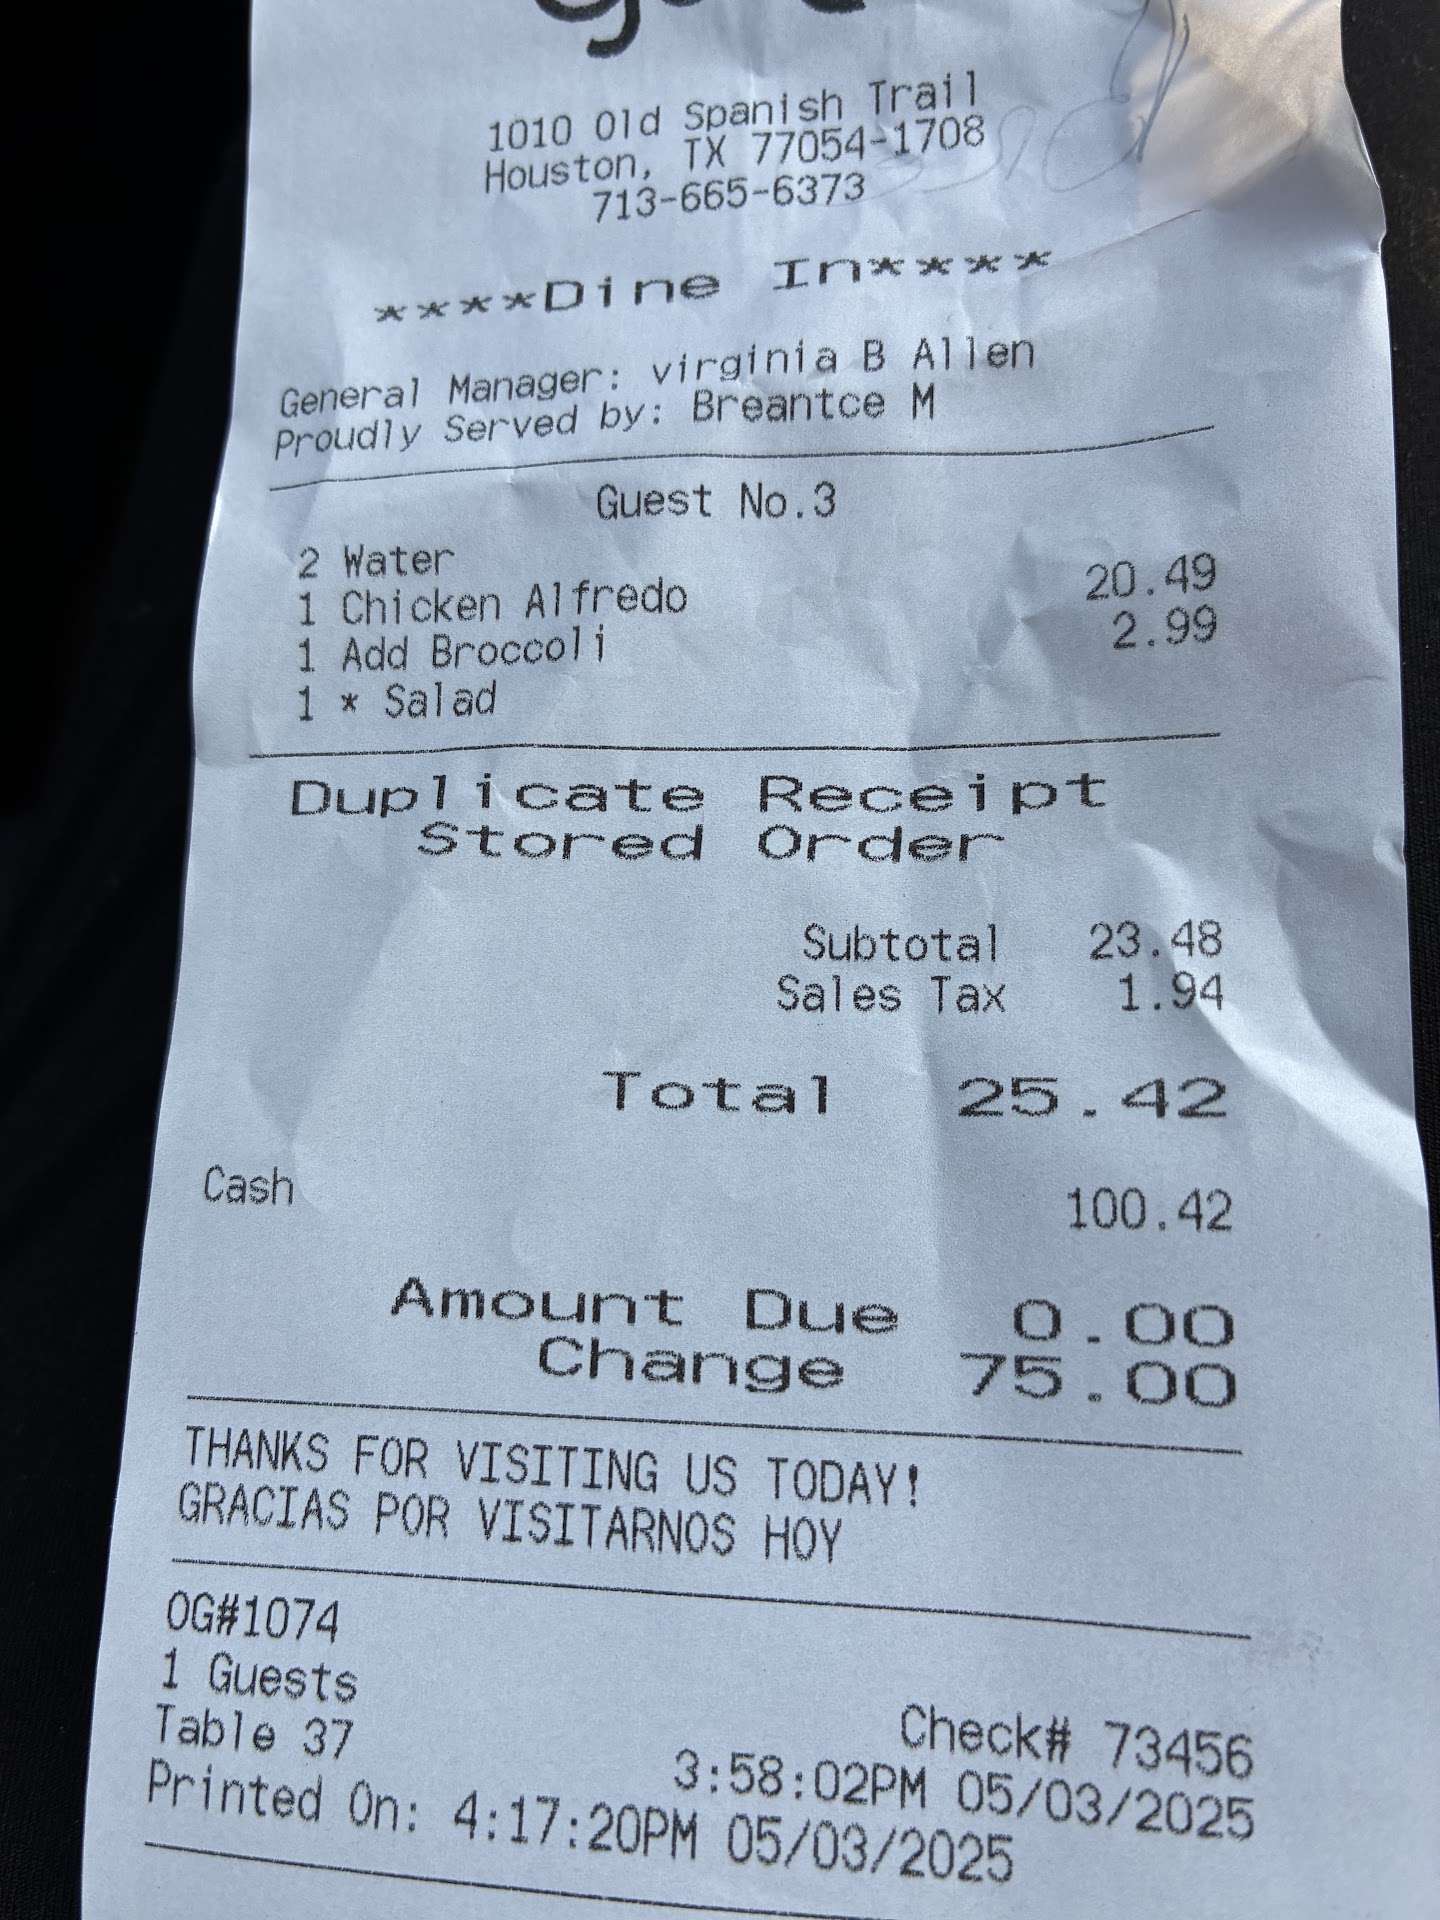 1010 Old Spanish Trail
Houston, TX 77054-1708
713-665-6373
****Dine In****
General Manager: virginia B Allen
Proudly Served by: Breantce M
Guest No.3
2 Water
1 Chicken Alfredo 20.49
1 Add Broccoli 2.99
1 * Salad
Duplicate Receipt
Stored Order
Subtotal 23.48
Sales Tax 1.94
Total 25.42
Cash 100.42
Amount Due 0.00
Change 75.00
THANKS FOR VISITING US TODAY!
GRACIAS POR VISITARNOS HOY
OG#1074
1 Guests
Table 37 Check# 73456
3:58:02PM 05/03/2025
Printed On: 4:17:20PM 05/03/2025